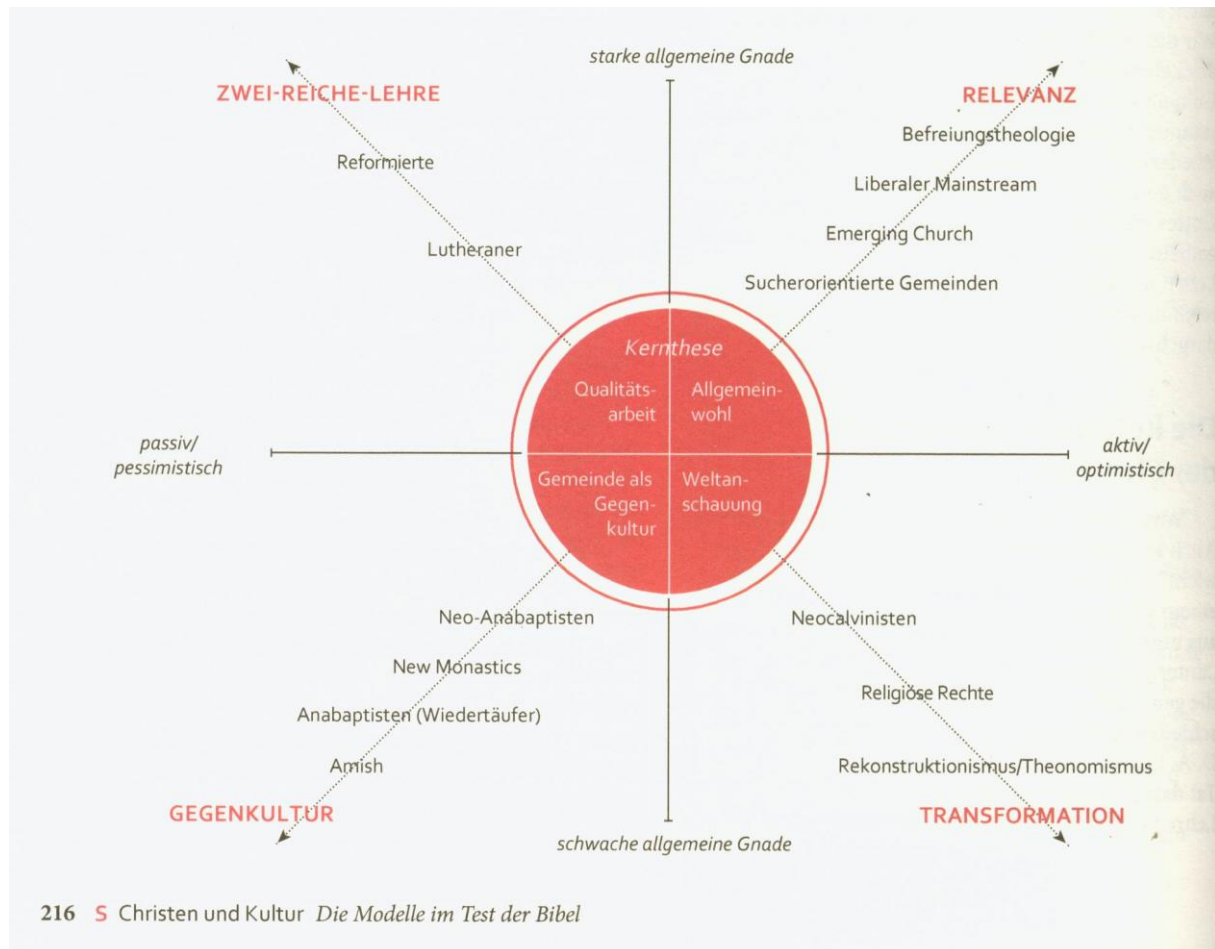 starke allgemeine Gnade
ZWEI-REICHE-LEHRE
RELEVANZ
Befreiungstheologie
Reformierte
Liberaler Mainstream
Emerging Church
Lutheraner
Sucherorientierte Gemeinden
Kernthese
Qualitäts-
arbeit
Allgemein-
wohl
passiv/
pessimistisch
aktiv/
optimistisch
Gemeinde als
Gegen-
kultur
Weltan-
schauung
Neo-Anabaptisten
Neocalvinisten
New Monastics
Religiöse Rechte
Anabaptisten (Wiedertäufer)
Amish
Rekonstruktionismus/Theonomismus
GEGENKULTUR
TRANSFORMATION
schwache allgemeine Gnade
216 S Christen und Kultur Die Modelle im Test der Bibel